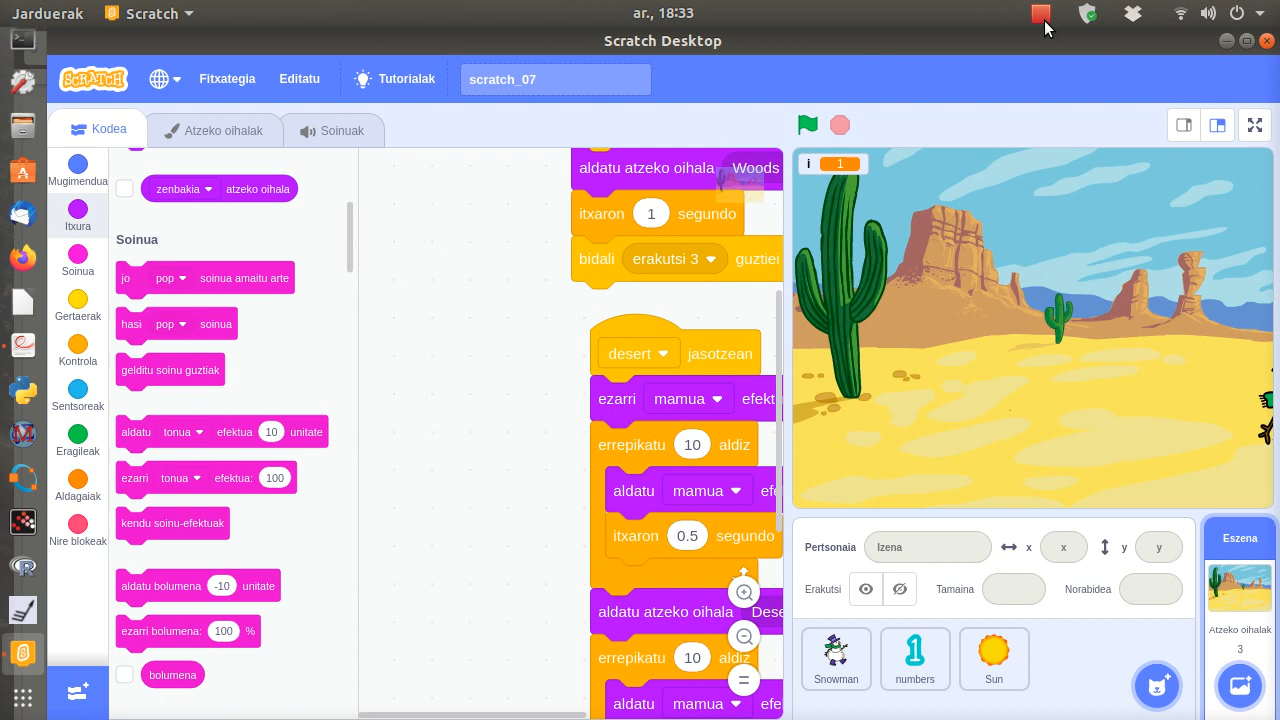 Jarduerak
Scratch
ar., 18:33
Scratch Desktop
SCRATCH
Fitxategia
Editatu
Tutorialak
scratch_07
Kodea
Atzeko oihalak
Soinuak
Mugimendua
Itxura
Soinua
Gertaerak
Kontrola
Sentsoreak
Eragileak
Aldagaiak
Nire blokeak
zenbakia atzeko oihala
Soinua
jo pop soinua amaitu arte
hasi pop soinua
gelditu soinu guztiak
aldatu tonua efektua 10 unitate
ezarri tonua efektua: 100
kendu soinu-efektuak
aldatu bolumena -10 unitate
ezarri bolumena: 100 %
bolumena
aldatu atzeko oihala Woods
itxaron 1 segundo
bidali erakutsi 3 guztiei
desert jasotzean
ezarri mamua efekt
errepikatu 10 aldiz
aldatu mamua efe
itxaron 0.5 segundo
aldatu atzeko oihala Dese
errepikatu 10 aldiz
aldatu mamua efe
i 1
Pertsonaia Izena x x y y
Erakutsi Tamaina Norabidea
Snowman
numbers
Sun
Eszena
Atzeko oihalak
3